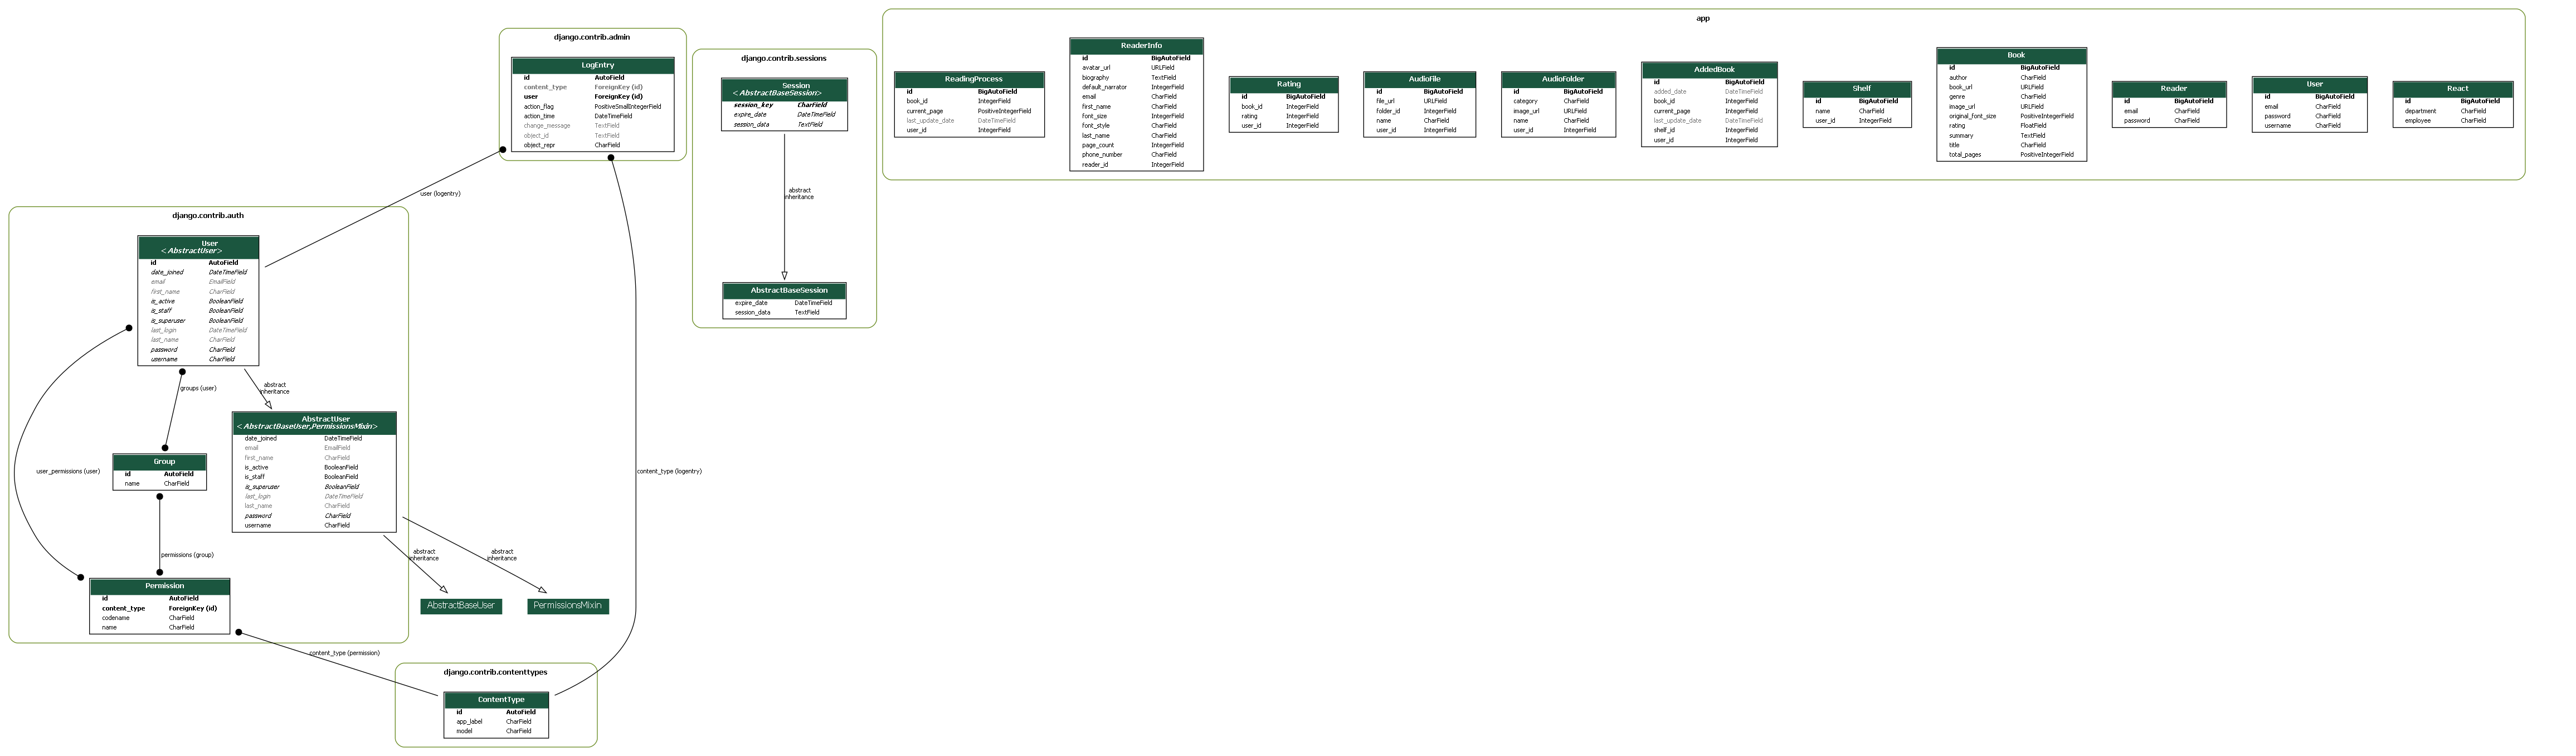 app
django.contrib.admin
LogEntry
id AutoField
content_type ForeignKey (id)
user ForeignKey (id)
action_flag PositiveSmallIntegerField
action_time DateTimeField
change_message TextField
object_id TextField
object_repr CharField
django.contrib.sessions
Session
<AbstractBaseSession>
session_key CharField
expire_date DateTimeField
session_data TextField
abstract
inheritance
AbstractBaseSession
expire_date DateTimeField
session_data TextField
ReadingProcess
id BigAutoField
book_id IntegerField
current_page PositiveIntegerField
last_update_date DateTimeField
user_id IntegerField
ReaderInfo
id BigAutoField
avatar_url URLField
biography TextField
default_narrator IntegerField
email CharField
first_name CharField
font_size IntegerField
font_style CharField
last_name CharField
page_count IntegerField
phone_number CharField
reader_id IntegerField
Rating
id BigAutoField
book_id IntegerField
rating IntegerField
user_id IntegerField
AudioFile
id BigAutoField
file_url URLField
folder_id IntegerField
name CharField
user_id IntegerField
AudioFolder
id BigAutoField
category CharField
image_url URLField
name CharField
user_id IntegerField
AddedBook
id BigAutoField
added_date DateTimeField
book_id IntegerField
current_page IntegerField
last_update_date DateTimeField
shelf_id IntegerField
user_id IntegerField
Shelf
id BigAutoField
name CharField
user_id IntegerField
Book
id BigAutoField
author CharField
book_url URLField
genre CharField
image_url URLField
original_font_size PositiveIntegerField
rating FloatField
summary TextField
title CharField
total_pages PositiveIntegerField
Reader
id BigAutoField
email CharField
password CharField
User
id BigAutoField
email CharField
password CharField
username CharField
React
id BigAutoField
department CharField
employee CharField
user (logentry)
django.contrib.auth
User
<AbstractUser>
id AutoField
date_joined DateTimeField
email EmailField
first_name CharField
is_active BooleanField
is_staff BooleanField
is_superuser BooleanField
last_login DateTimeField
last_name CharField
password CharField
username CharField
groups (user)
abstract
inheritance
AbstractUser
<AbstractBaseUser,PermissionsMixin>
date_joined DateTimeField
email EmailField
first_name CharField
is_active BooleanField
is_staff BooleanField
is_superuser BooleanField
last_login DateTimeField
last_name CharField
password CharField
username CharField
Group
id AutoField
name CharField
user_permissions (user)
content_type (logentry)
permissions (group)
abstract
inheritance
abstract
inheritance
Permission
id AutoField
content_type ForeignKey (id)
codename CharField
name CharField
AbstractBaseUser
PermissionsMixin
content_type (permission)
django.contrib.contenttypes
ContentType
id AutoField
app_label CharField
model CharField